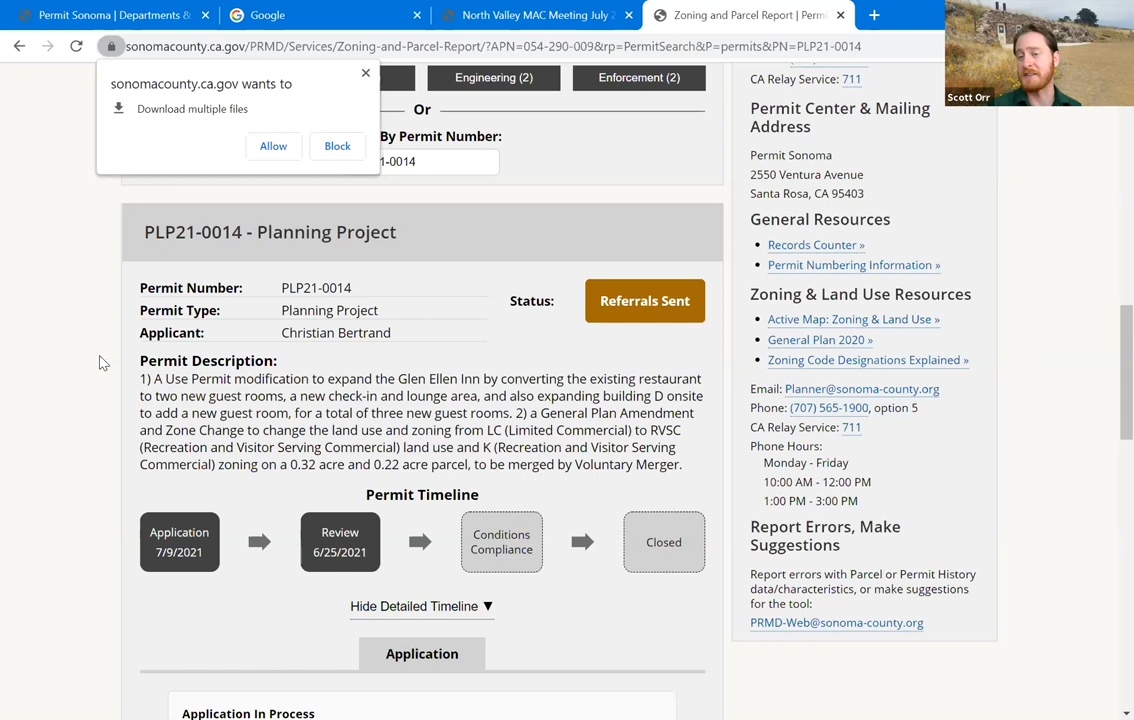 Permit Sonoma | Departments &
Google
North Valley MAC Meeting July 2
Zoning and Parcel Report | Permi
sonomacounty.ca.gov/PRMD/Services/Zoning-and-Parcel-Report/?APN=054-290-009&rp=PermitSearch&P=permits&PN=PLP21-0014
sonomacounty.ca.gov wants to
Download multiple files
Allow
Block
Engineering (2)
Enforcement (2)
Or
By Permit Number:
1-0014
PLP21-0014 - Planning Project
Permit Number: PLP21-0014
Permit Type: Planning Project
Applicant: Christian Bertrand
Status:
Referrals Sent
Permit Description:
1) A Use Permit modification to expand the Glen Ellen Inn by converting the existing restaurant
to two new guest rooms, a new check-in and lounge area, and also expanding building D onsite
to add a new guest room, for a total of three new guest rooms. 2) a General Plan Amendment
and Zone Change to change the land use and zoning from LC (Limited Commercial) to RVSC
(Recreation and Visitor Serving Commercial) land use and K (Recreation and Visitor Serving
Commercial) zoning on a 0.32 acre and 0.22 acre parcel, to be merged by Voluntary Merger.
Permit Timeline
Application
7/9/2021
Review
6/25/2021
Conditions
Compliance
Closed
Hide Detailed Timeline ▼
Application
Application In Process
CA Relay Service: 711
Permit Center & Mailing
Address
Permit Sonoma
2550 Ventura Avenue
Santa Rosa, CA 95403
General Resources
• Records Counter »
• Permit Numbering Information »
Zoning & Land Use Resources
• Active Map: Zoning & Land Use »
• General Plan 2020 »
• Zoning Code Designations Explained »
Email: Planner@sonoma-county.org
Phone: (707) 565-1900, option 5
CA Relay Service: 711
Phone Hours:
Monday - Friday
10:00 AM - 12:00 PM
1:00 PM - 3:00 PM
Report Errors, Make
Suggestions
Report errors with Parcel or Permit History
data/characteristics, or make suggestions
for the tool:
PRMD-Web@sonoma-county.org
Scott Orr